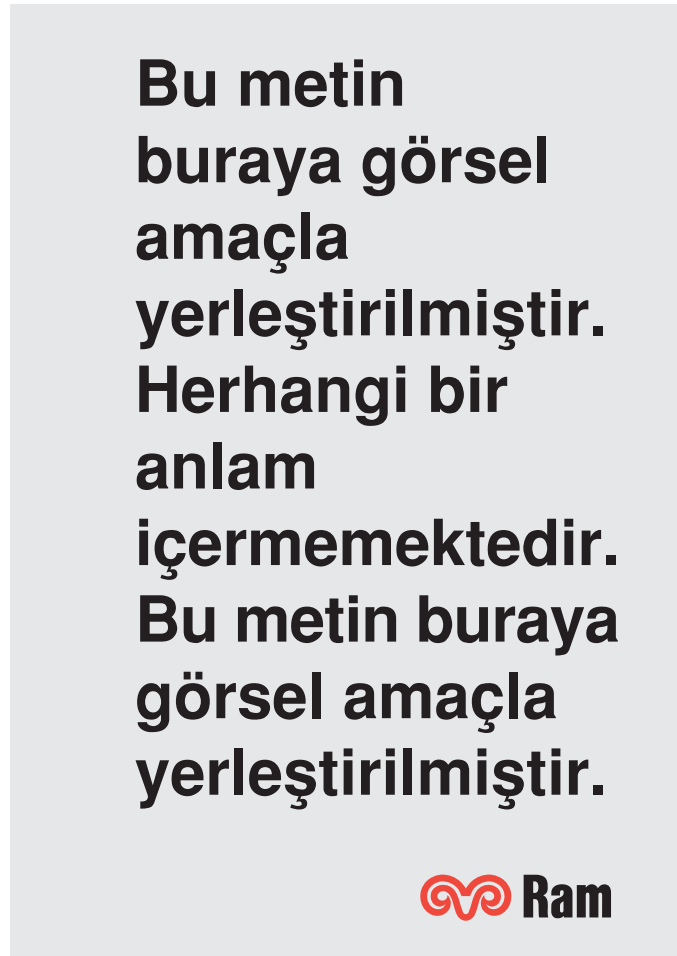 Bu metin
buraya görsel
amaçla
yerleştirilmiştir.
Herhangi bir
anlam
içermemektedir.
Bu metin buraya
görsel amaçla
yerleştirilmiştir.
Ram